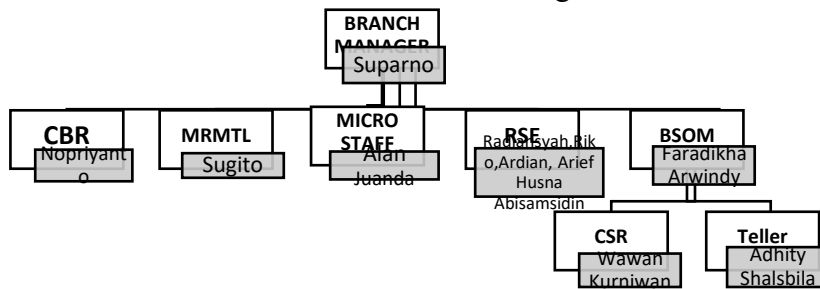 BRANCH
MANAGER
Suparno
CBR
Nopriyant
o
MRMTL
Sugito
MICRO
STAFF
Alan
Juanda
RSE
Radiansyah,Rik
o,Ardian, Arief
Husna
Abisamsidin
BSOM
Faradikha
Arwindy
CSR
Wawan
Kurniwan
Teller
Adhity
Shalsbila